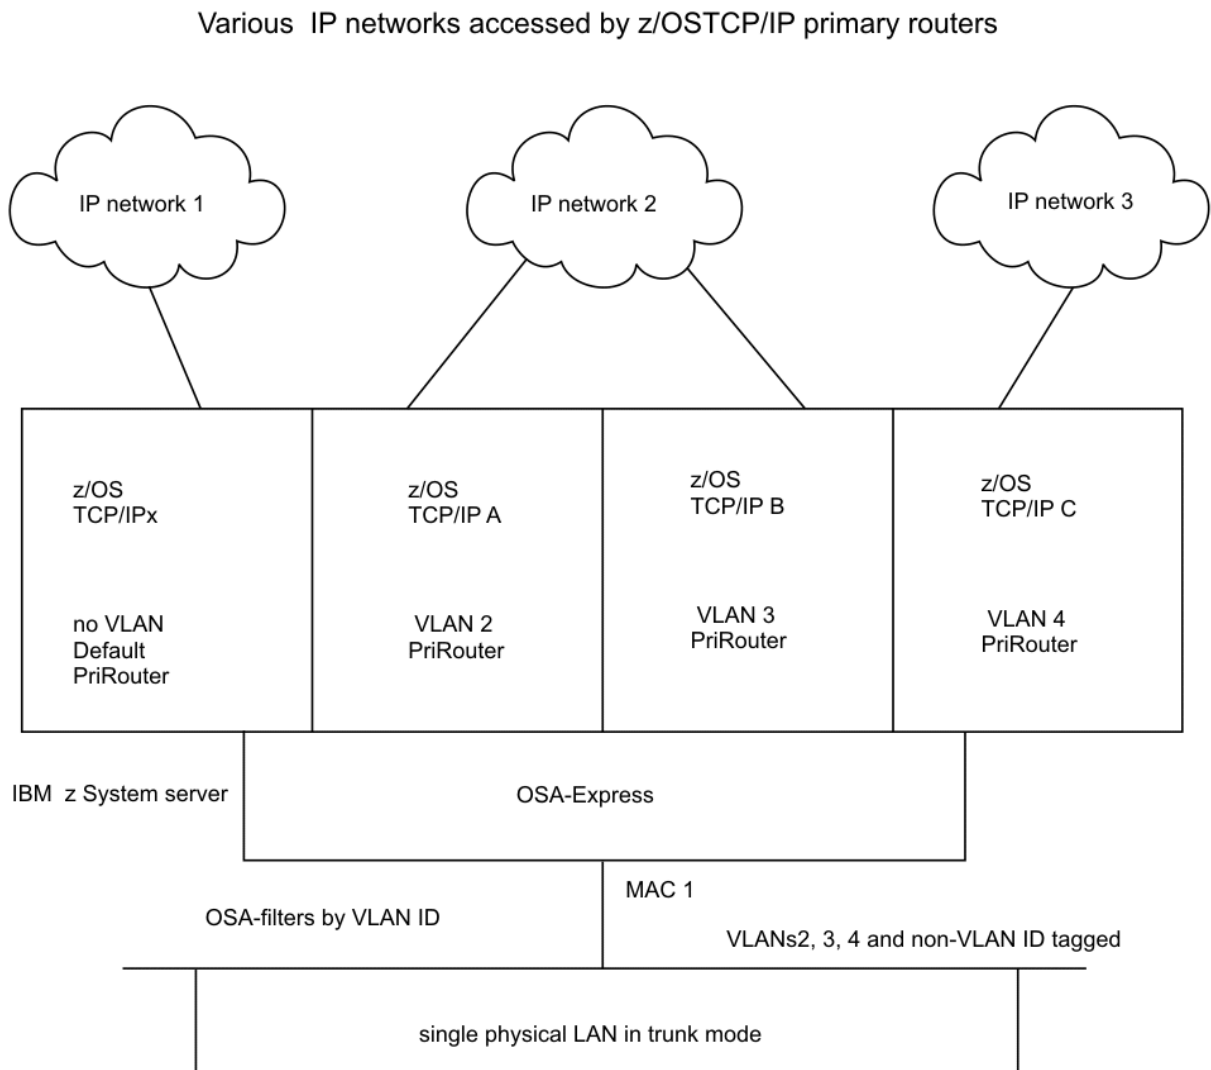 Various IP networks accessed by z/OSTCP/IP primary routers
IP network 1
IP network 2
IP network 3
z/OS
TCP/IPx
no VLAN
Default
PriRouter
z/OS
TCP/IP A
VLAN 2
PriRouter
z/OS
TCP/IP B
VLAN 3
PriRouter
z/OS
TCP/IP C
VLAN 4
PriRouter
IBM z System server
OSA-Express
MAC 1
OSA-filters by VLAN ID
VLANs2, 3, 4 and non-VLAN ID tagged
single physical LAN in trunk mode